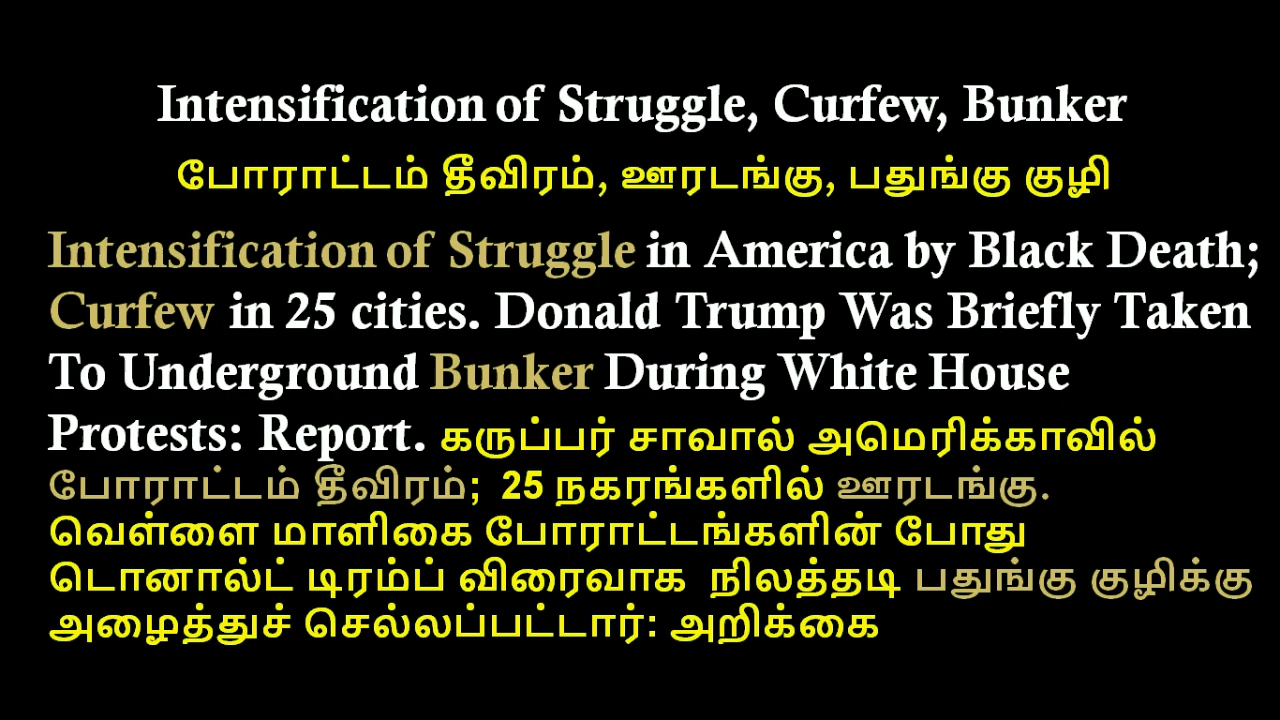 Intensification of Struggle, Curfew, Bunker
போராட்டம் தீவிரம், ஊரடங்கு, பதுங்கு குழி
Intensification of Struggle in America by Black Death;
Curfew in 25 cities. Donald Trump Was Briefly Taken
To Underground Bunker During White House
Protests: Report. கருப்பர் சாவால் அமெரிக்காவில்
போராட்டம் தீவிரம்; 25 நகரங்களில் ஊரடங்கு.
வெள்ளை மாளிகை போராட்டங்களின் போது
டொனால்ட் டிரம்ப் விரைவாக நிலத்தடி பதுங்கு குழிக்கு
அழைத்துச் செல்லப்பட்டார்: அறிக்கை